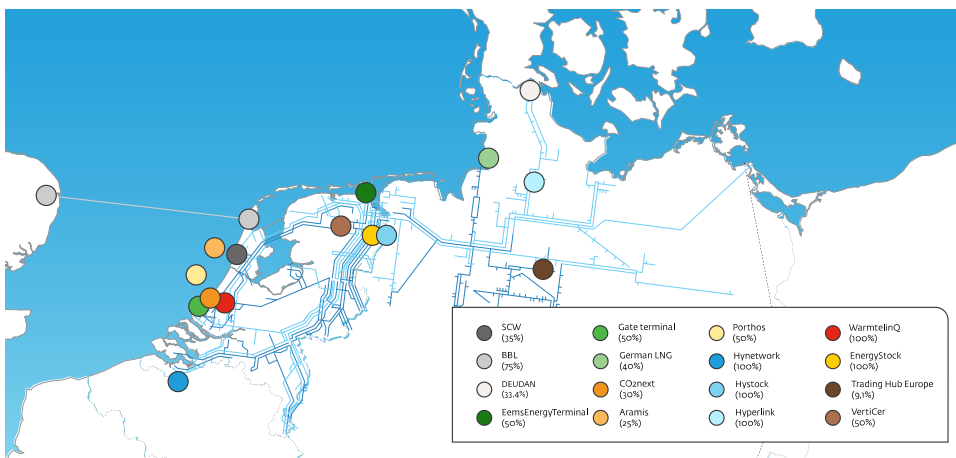 SCW
(35%)
BBL
(75%)
DEUDAN
(33.4%)
EemsEnergyTerminal
(50%)
Gate terminal
(50%)
German LNG
(40%)
CO2next
(30%)
Aramis
(25%)
Porthos
(50%)
Hynetwork
(100%)
Hystock
(100%)
Hyperlink
(100%)
WarmtelinQ
(100%)
EnergyStock
(100%)
Trading Hub Europe
(9,1%)
VertiCer
(50%)